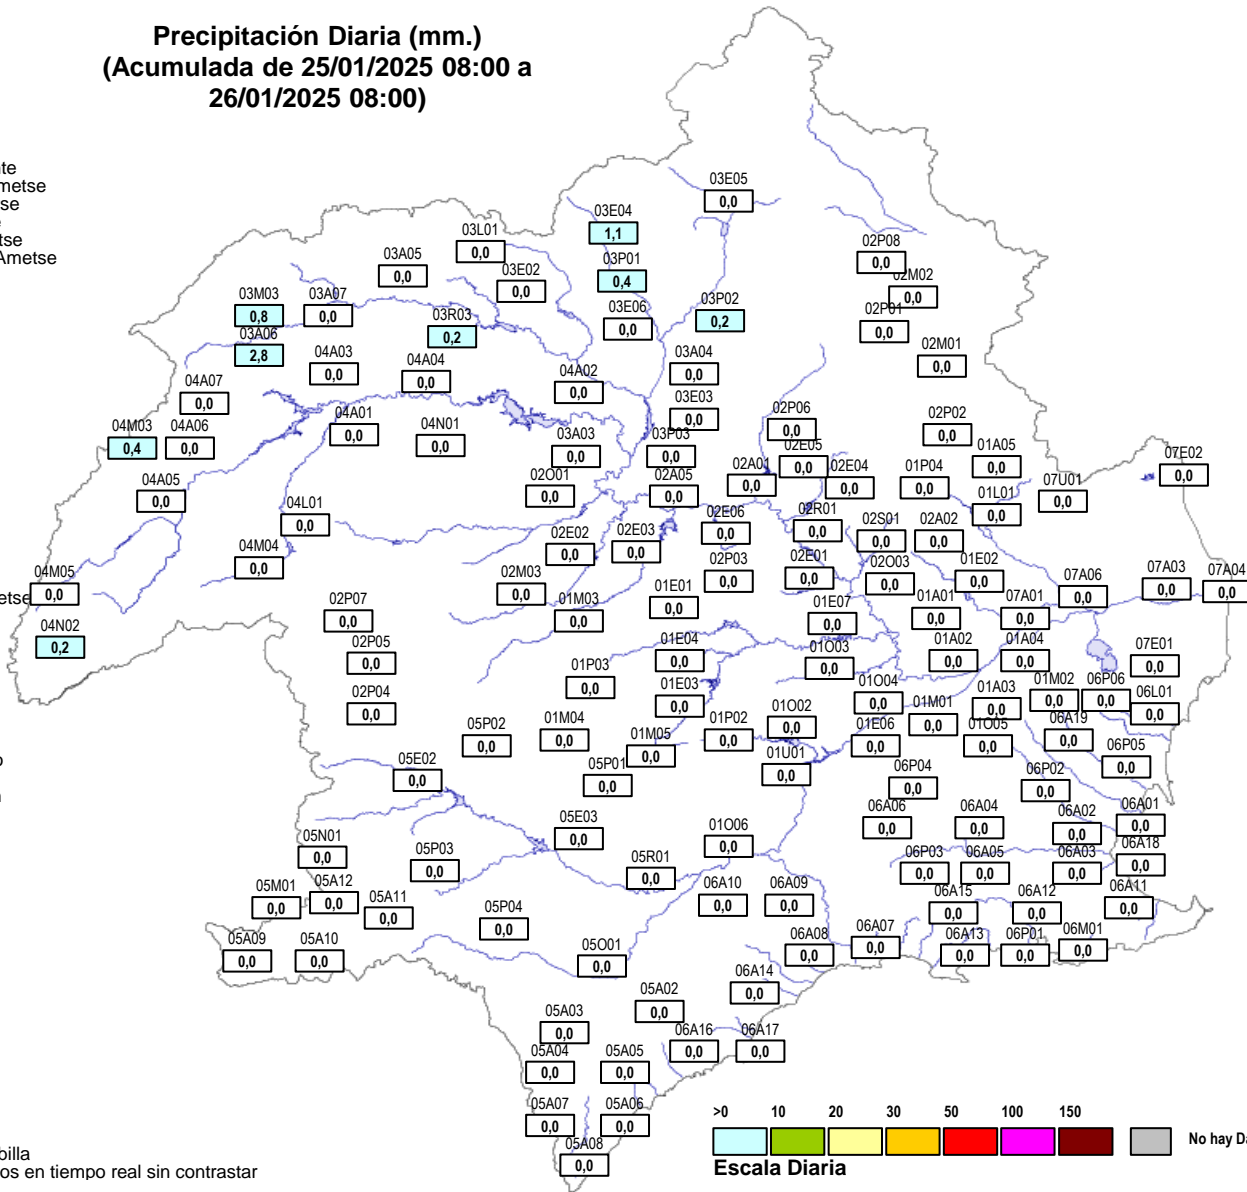 Precipitación Diaria (mm.)
(Acumulada de 25/01/2025 08:00 a
26/01/2025 08:00)
nte
metse
se
e
tse
Ametse
03E05
0,0
03E04
1,1
03L01
0,0
03A05
0,0
03E02
0,0
03P01
0,4
02P08
0,0
02M02
0,0
03M03
0,8
03A07
0,0
03R03
0,2
03E06
0,0
03P02
0,2
02P01
0,0
03A06
2,8
04A03
0,0
04A04
0,0
04A02
0,0
03A04
0,0
02M01
0,0
04A07
0,0
03E03
0,0
04M03
0,4
04A06
0,0
04A01
0,0
04N01
0,0
03A03
0,0
03P03
0,0
02P06
0,0
02P02
0,0
02E05
0,0
01A05
0,0
07E02
0,0
04A05
0,0
02O01
0,0
02A05
0,0
02A01
0,0
02E04
0,0
01P04
0,0
07U01
0,0
01L01
0,0
04L01
0,0
02E06
0,0
02R01
0,0
02S01
0,0
02A02
0,0
04M04
0,0
02E02
0,0
02E03
0,0
02P03
0,0
02E01
0,0
02O03
0,0
01E02
0,0
04M05
0,0
etse
02M03
0,0
07A06
0,0
07A03
0,0
07A04
0,0
02P07
0,0
01M03
0,0
01E01
0,0
01E07
0,0
01A01
0,0
07A01
0,0
04N02
0,2
02P05
0,0
01E04
0,0
01O03
0,0
01A02
0,0
01A04
0,0
07E01
0,0
02P04
0,0
01P03
0,0
01E03
0,0
01O04
0,0
01A03
0,0
01M02
0,0
06P06
0,0
06L01
0,0
05P02
0,0
01M04
0,0
01M05
0,0
01P02
0,0
01O02
0,0
01E06
0,0
01M01
0,0
01O05
0,0
06A19
0,0
o
05E02
0,0
05P01
0,0
01U01
0,0
06P04
0,0
06P02
0,0
06P05
0,0
05E03
0,0
01O06
0,0
06A06
0,0
06A04
0,0
06A02
0,0
06A01
0,0
05N01
0,0
05P03
0,0
05R01
0,0
06P03
0,0
06A05
0,0
06A03
0,0
06A18
0,0
05M01
0,0
05A12
0,0
05A11
0,0
05P04
0,0
06A10
0,0
06A09
0,0
06A15
0,0
06A12
0,0
06A11
0,0
05A09
0,0
05A10
0,0
05O01
0,0
06A08
0,0
06A07
0,0
06A13
0,0
06P01
0,0
06M01
0,0
05A02
0,0
06A14
0,0
05A03
0,0
06A16
0,0
06A17
0,0
05A04
0,0
05A05
0,0
05A07
0,0
05A06
0,0
05A08
0,0
>0 10 20 30 50 100 150
No hay Da
Escala Diaria
billa
os en tiempo real sin contrastar